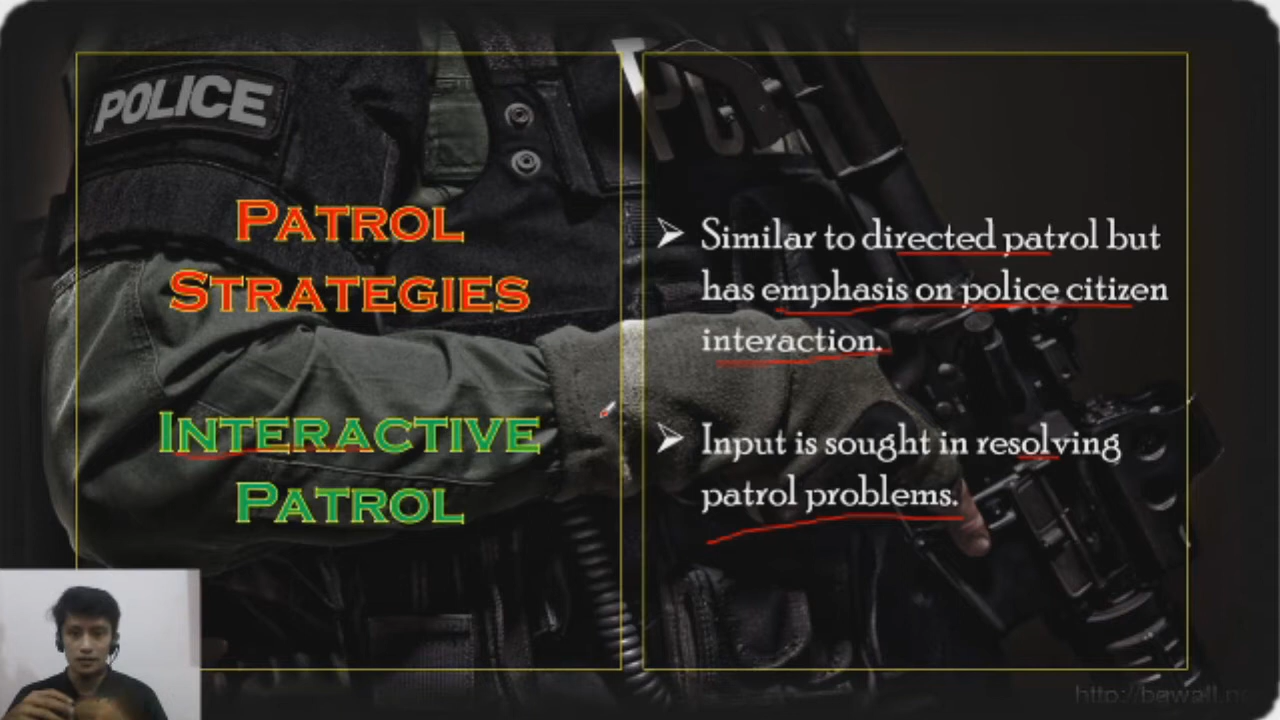 POLICE
PATROL
STRATEGIES
INTERACTIVE
PATROL
Similar to directed patrol but
has emphasis on police citizen
interaction.
Input is sought in resolving
patrol problems.